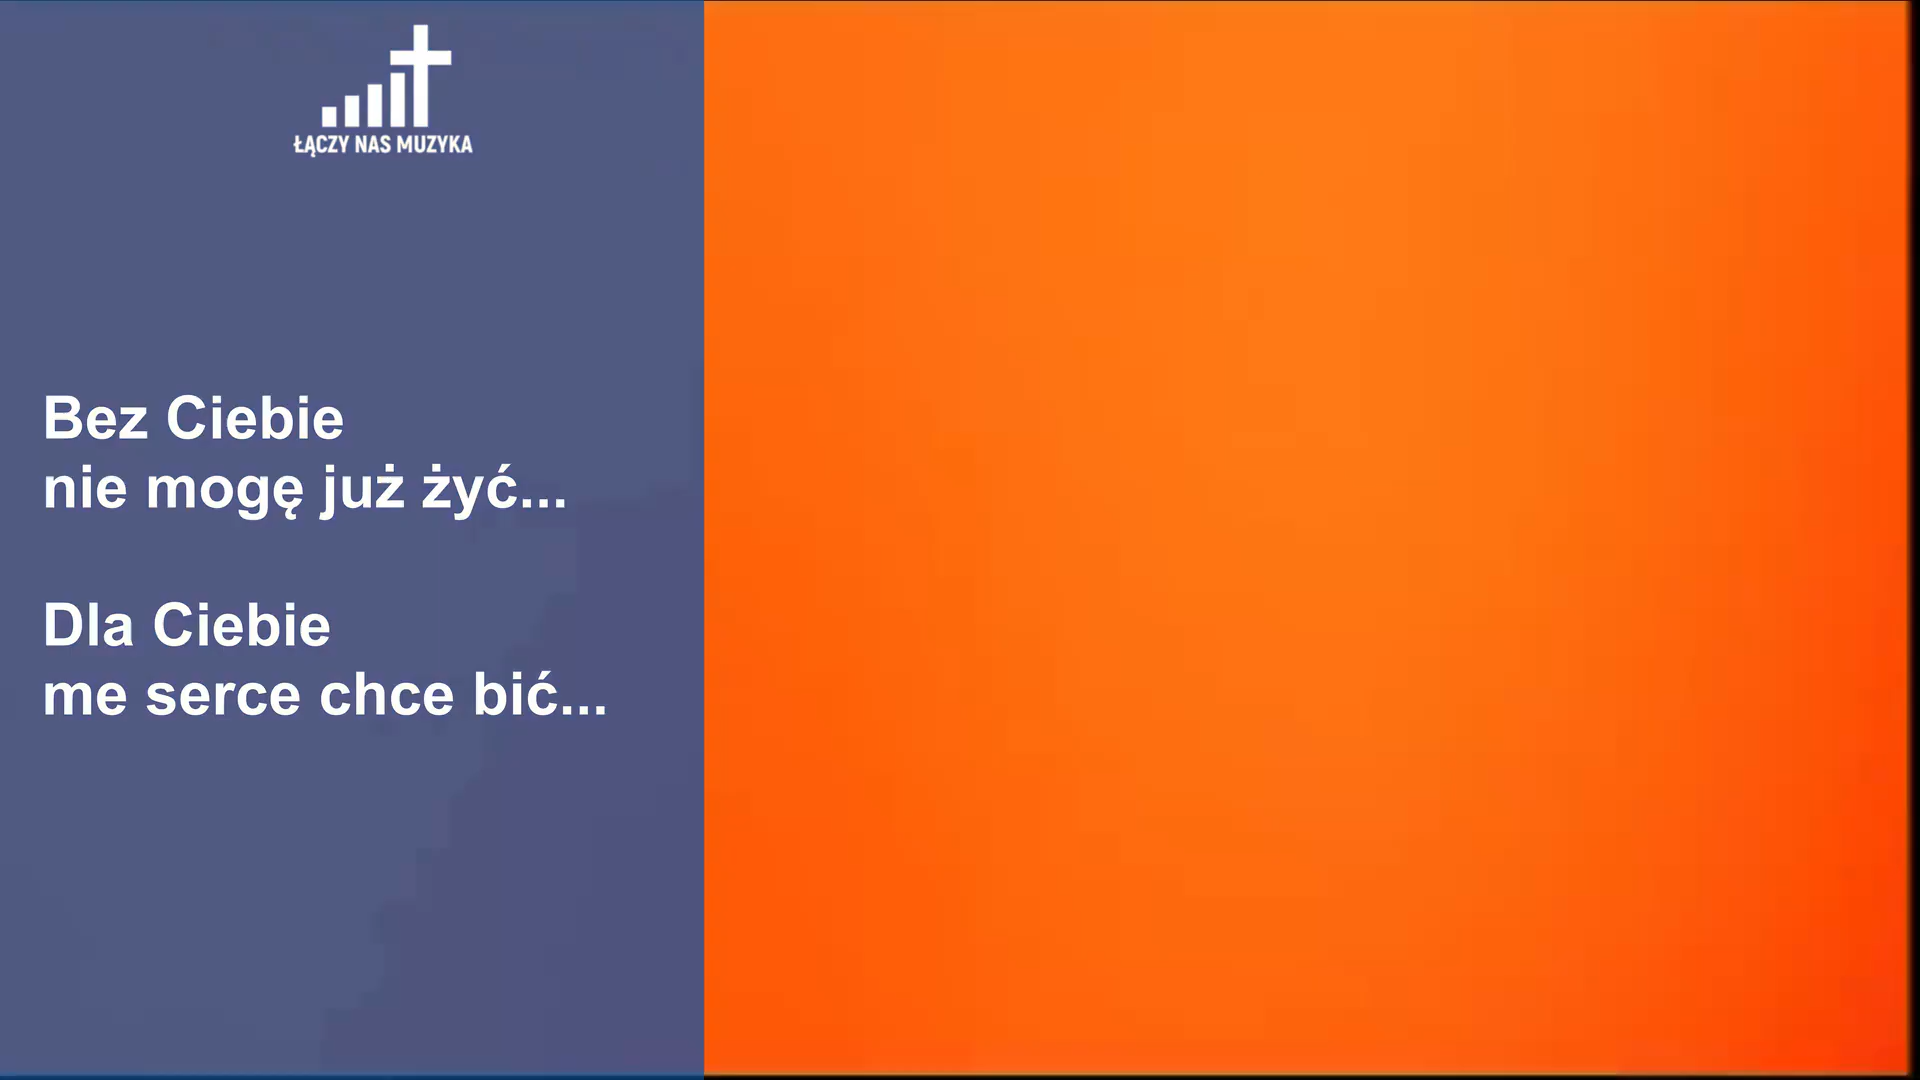 ŁĄCZY NAS MUZYKA
Bez Ciebie
nie mogę już żyć...
Dla Ciebie
me serce chce bić...